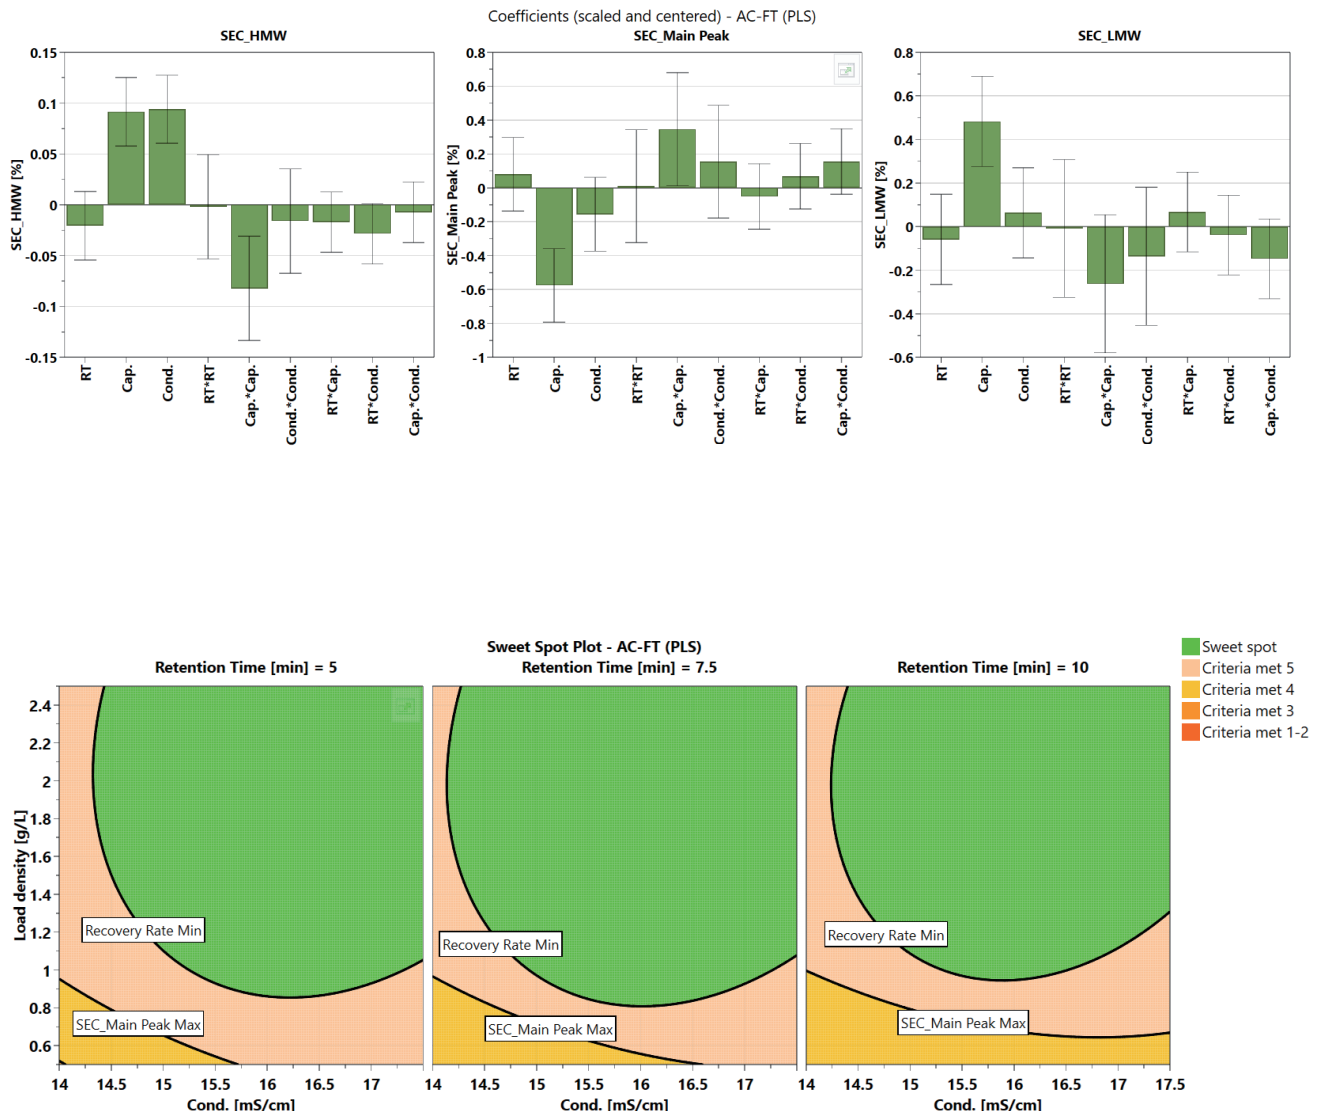 Coefficients (scaled and centered) - AC-FT (PLS)
SEC_HMW
SEC_Main Peak
SEC_LMW
SEC_HMW [%]
0.15
0.1
0.05
0
-0.05
-0.1
-0.15
RT
Cap.
Cond.
RT*RT
Cap.*Cap.
Cond.*Cond.
RT*Cap.
RT*Cond.
Cap.*Cond.
SEC_Main Peak [%]
0.8
0.6
0.4
0.2
0
-0.2
-0.4
-0.6
-0.8
-1
RT
Cap.
Cond.
RT*RT
Cap.*Cap.
Cond.*Cond.
RT*Cap.
RT*Cond.
Cap.*Cond.
SEC_LMW [%]
0.8
0.6
0.4
0.2
0
-0.2
-0.4
-0.6
RT
Cap.
Cond.
RT*RT
Cap.*Cap.
Cond.*Cond.
RT*Cap.
RT*Cond.
Cap.*Cond.
Sweet Spot Plot - AC-FT (PLS)
Retention Time [min] = 5
Retention Time [min] = 7.5
Retention Time [min] = 10
Sweet spot
Criteria met 5
Criteria met 4
Criteria met 3
Criteria met 1-2
Load density [g/L]
2.4
2.2
2
1.8
1.6
1.4
1.2
1
0.8
0.6
Recovery Rate Min
SEC_Main Peak Max
Recovery Rate Min
SEC_Main Peak Max
Recovery Rate Min
SEC_Main Peak Max
14 14.5 15 15.5 16 16.5 17
14 14.5 15 15.5 16 16.5 17
14 14.5 15 15.5 16 16.5 17 17.5
Cond. [mS/cm]
Cond. [mS/cm]
Cond. [mS/cm]